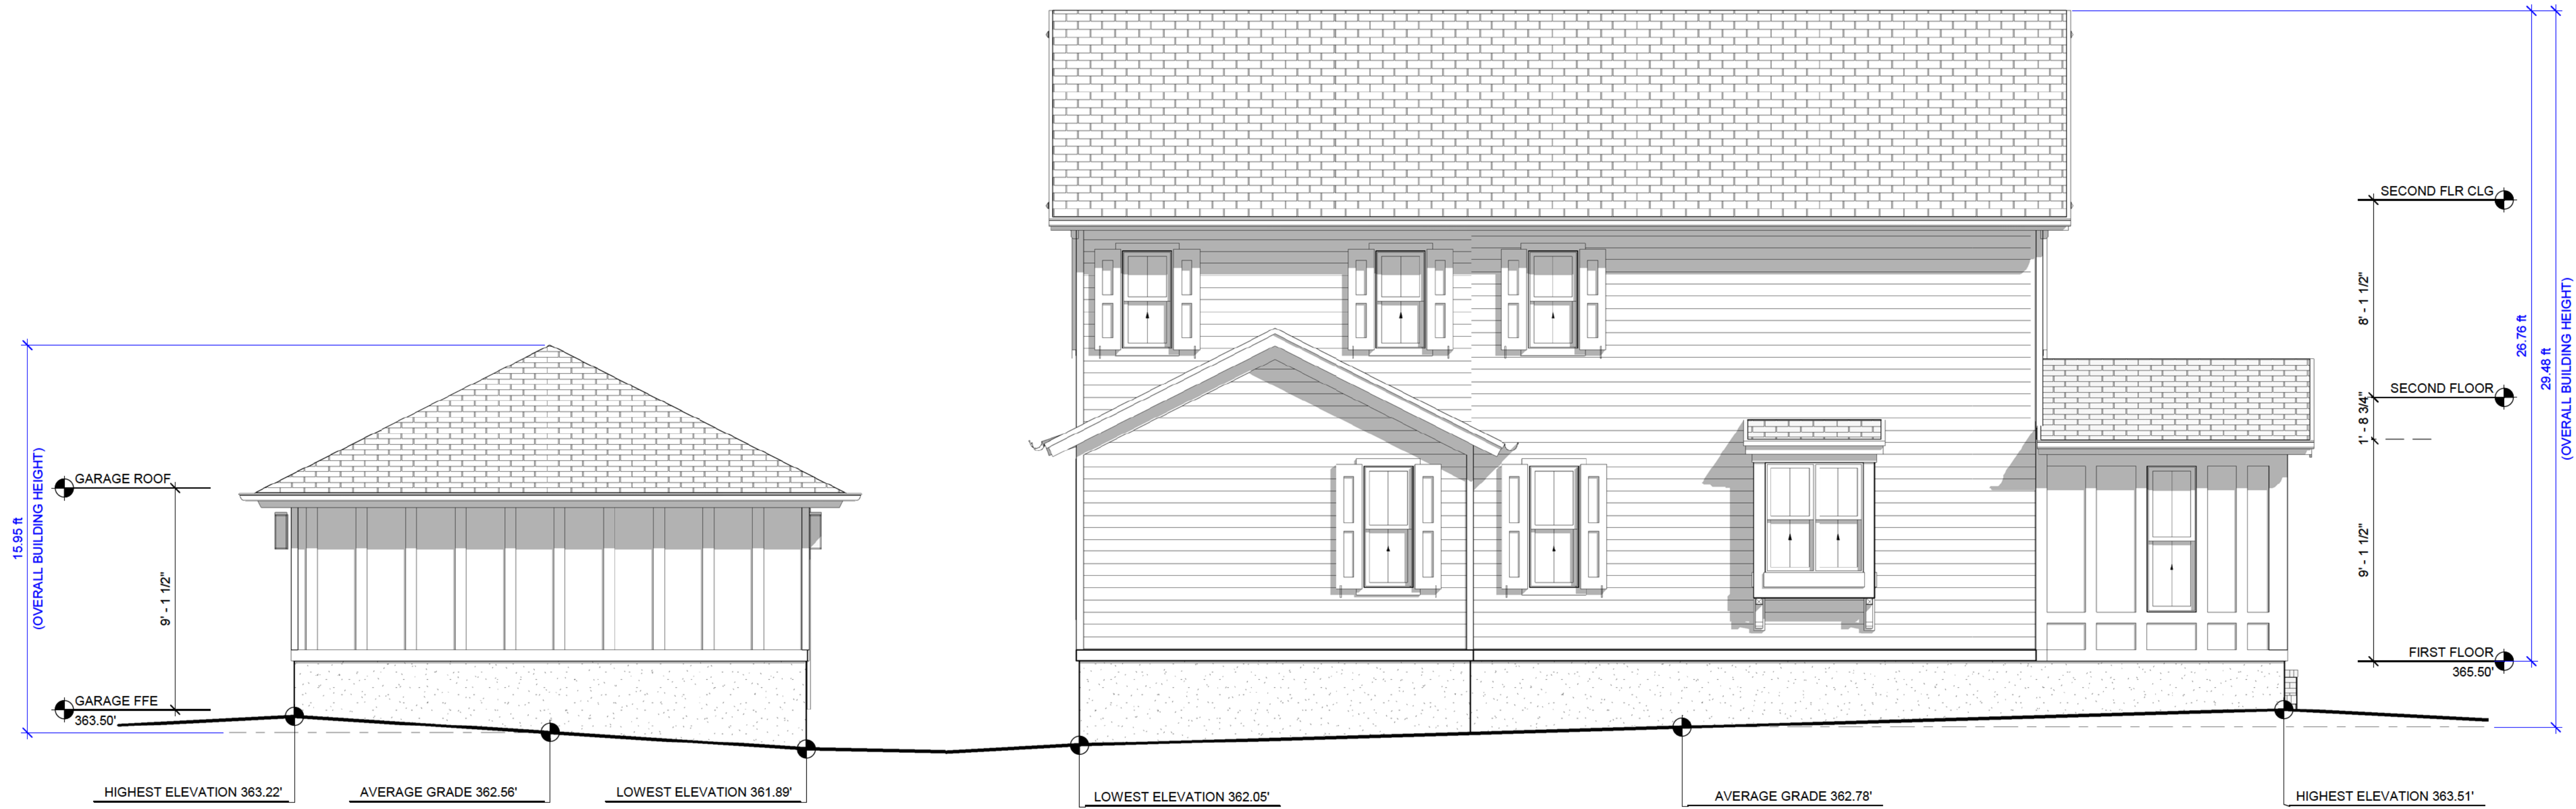 15.95 ft
(OVERALL BUILDING HEIGHT)
GARAGE ROOF
9' - 1 1/2"
GARAGE FFE
363.50'
HIGHEST ELEVATION 363.22'
AVERAGE GRADE 362.56'
LOWEST ELEVATION 361.89'
LOWEST ELEVATION 362.05'
AVERAGE GRADE 362.78'
HIGHEST ELEVATION 363.51'
SECOND FLR CLG
8' - 1 1/2"
SECOND FLOOR
1' - 8 3/4"
9' - 1 1/2"
FIRST FLOOR
365.50'
26.76 ft
29.48 ft
(OVERALL BUILDING HEIGHT)